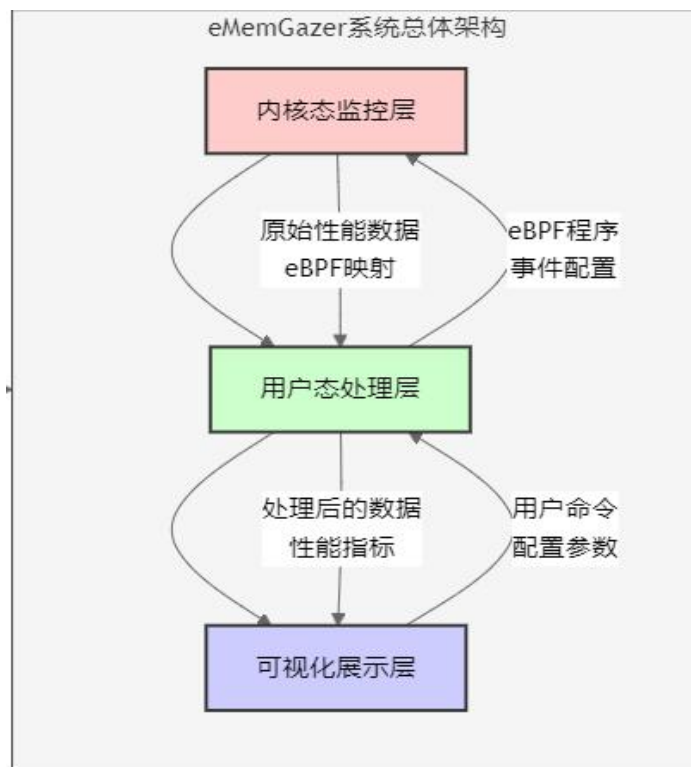 eMemGazer系统总体架构
内核态监控层
原始性能数据
eBPF映射
eBPF程序
事件配置
用户态处理层
处理后的数据
性能指标
用户命令
配置参数
可视化展示层